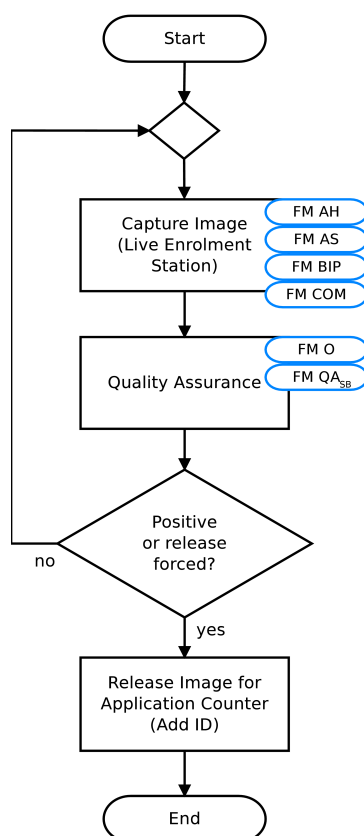 Start
Capture Image
(Live Enrolment
Station)
FM AH
FM AS
FM BIP
FM COM
Quality Assurance
FM O
FM QASB
Positive
or release
forced?
no
yes
Release Image for
Application Counter
(Add ID)
End